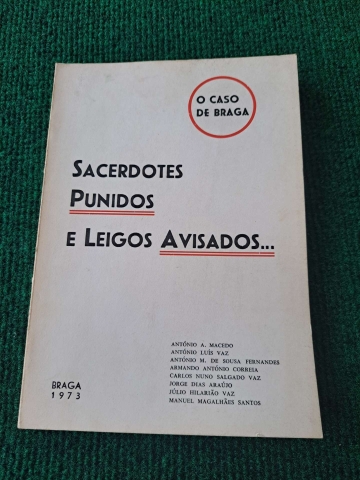 O CASO
DE BRAGA
SACERDOTES
PUNIDOS
E LEIGOS AVISADOS...
ANTÓNIO A. MACEDO
ANTÓNIO LUÍS VAZ
ANTÓNIO M. DE SOUSA FERNANDES
ARMANDO ANTÓNIO CORREIA
CARLOS NUNO SALGADO VAZ
JORGE DIAS ARAÚJO
JÚLIO HILARIÃO VAZ
MANUEL MAGALHÃES SANTOS
BRAGA
1973